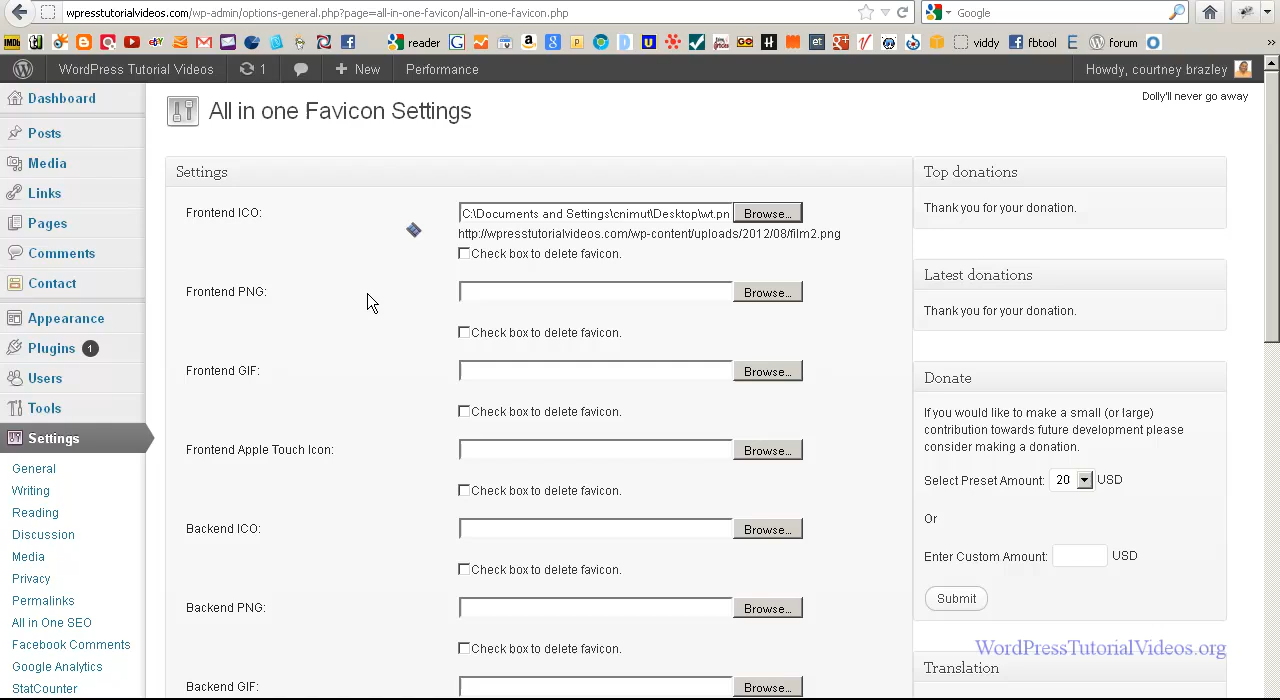 wpresstutorialvideos.com/wp-admin/options-general.php?page=all-in-one-favicon/all-in-one-favicon.php
Google
reader
viddy
fbtool
forum
WordPress Tutorial Videos
1
New
Performance
Howdy, courtney brazley
Dolly'll never go away
Dashboard
Posts
Media
Links
Pages
Comments
Contact
Appearance
Plugins 1
Users
Tools
Settings
General
Writing
Reading
Discussion
Media
Privacy
Permalinks
All in One SEO
Facebook Comments
Google Analytics
StatCounter
All in one Favicon Settings
Settings
Frontend ICO:
C:\Documents and Settings\cnimut\Desktop\wt.pn
Browse...
http://wpresstutorialvideos.com/wp-content/uploads/2012/08/film2.png
Check box to delete favicon.
Frontend PNG:
Browse...
Check box to delete favicon.
Frontend GIF:
Browse...
Check box to delete favicon.
Frontend Apple Touch Icon:
Browse...
Check box to delete favicon.
Backend ICO:
Browse...
Check box to delete favicon.
Backend PNG:
Browse...
Check box to delete favicon.
Backend GIF:
Browse...
Top donations
Thank you for your donation.
Latest donations
Thank you for your donation.
Donate
If you would like to make a small (or large)
contribution towards future development please
consider making a donation.
Select Preset Amount: 20 USD
Or
Enter Custom Amount: USD
Submit
WordPressTutorialVideos.org
Translation